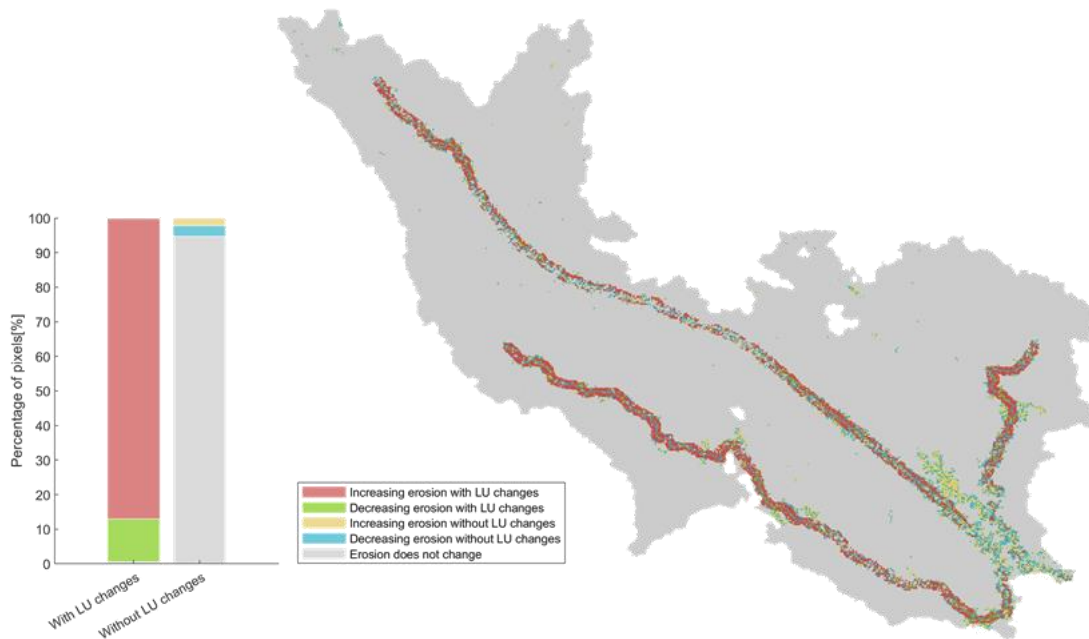 Percentage of pixels[%]
100
90
80
70
60
50
40
30
20
10
0
With LU changes
Without LU changes
Increasing erosion with LU changes
Decreasing erosion with LU changes
Increasing erosion without LU changes
Decreasing erosion without LU changes
Erosion does not change